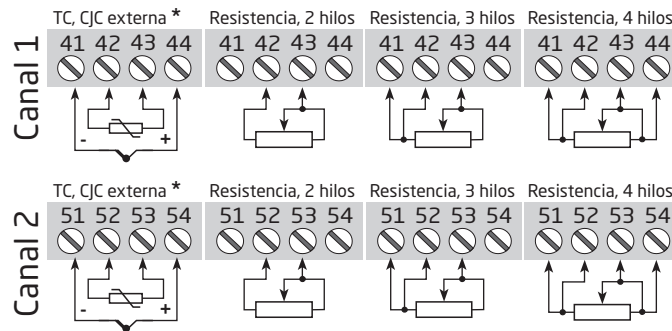 TC, CJC externa * Resistencia, 2 hilos Resistencia, 3 hilos Resistencia, 4 hilos
41 42 43 44 41 42 43 44 41 42 43 44 41 42 43 44
Canal 1
- +
TC, CJC externa * Resistencia, 2 hilos Resistencia, 3 hilos Resistencia, 4 hilos
51 52 53 54 51 52 53 54 51 52 53 54 51 52 53 54
Canal 2
- +